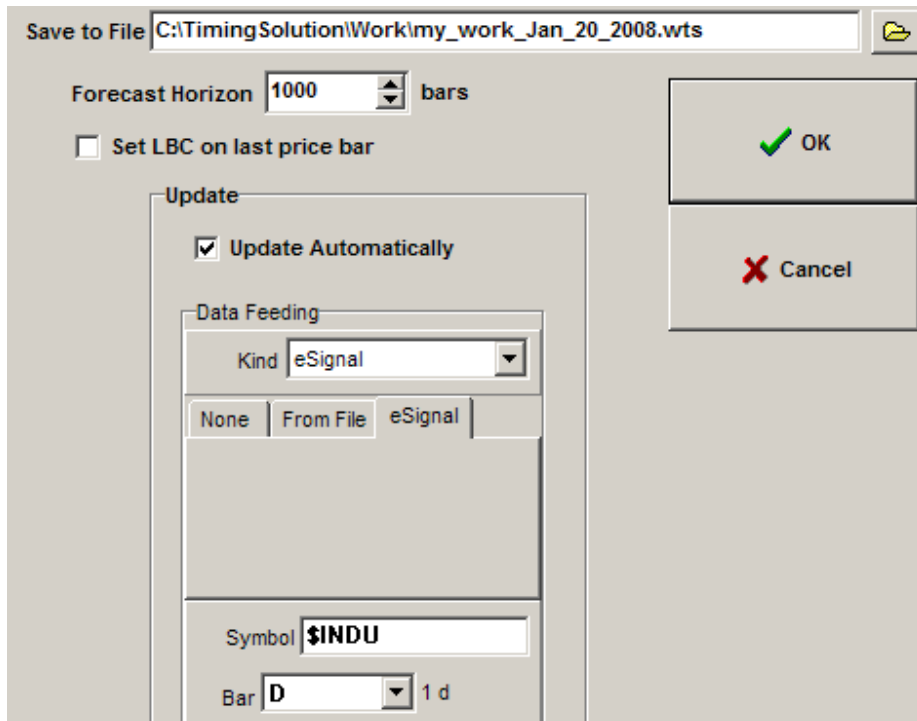 Save to File C:\TimingSolution\Work\my_work_Jan_20_2008.wts
Forecast Horizon 1000 bars
Set LBC on last price bar
OK
Update
Update Automatically
Cancel
Data Feeding
Kind eSignal
None From File eSignal
Symbol $INDU
Bar D 1 d